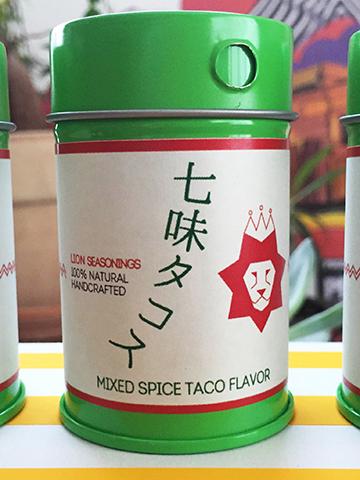 七味タコス
LION SEASONINGS
100% NATURAL
HANDCRAFTED
MIXED SPICE TACO FLAVOR